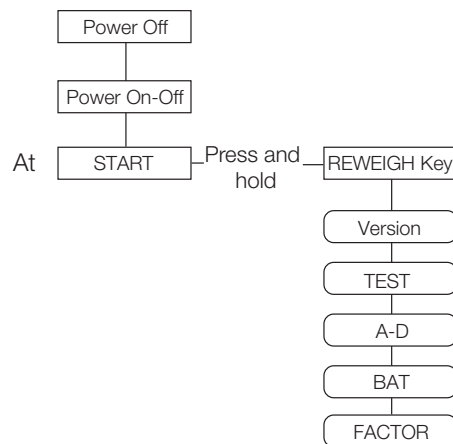 Power Off
Power On-Off
At START Press and hold REWEIGH Key
Version
TEST
A-D
BAT
FACTOR